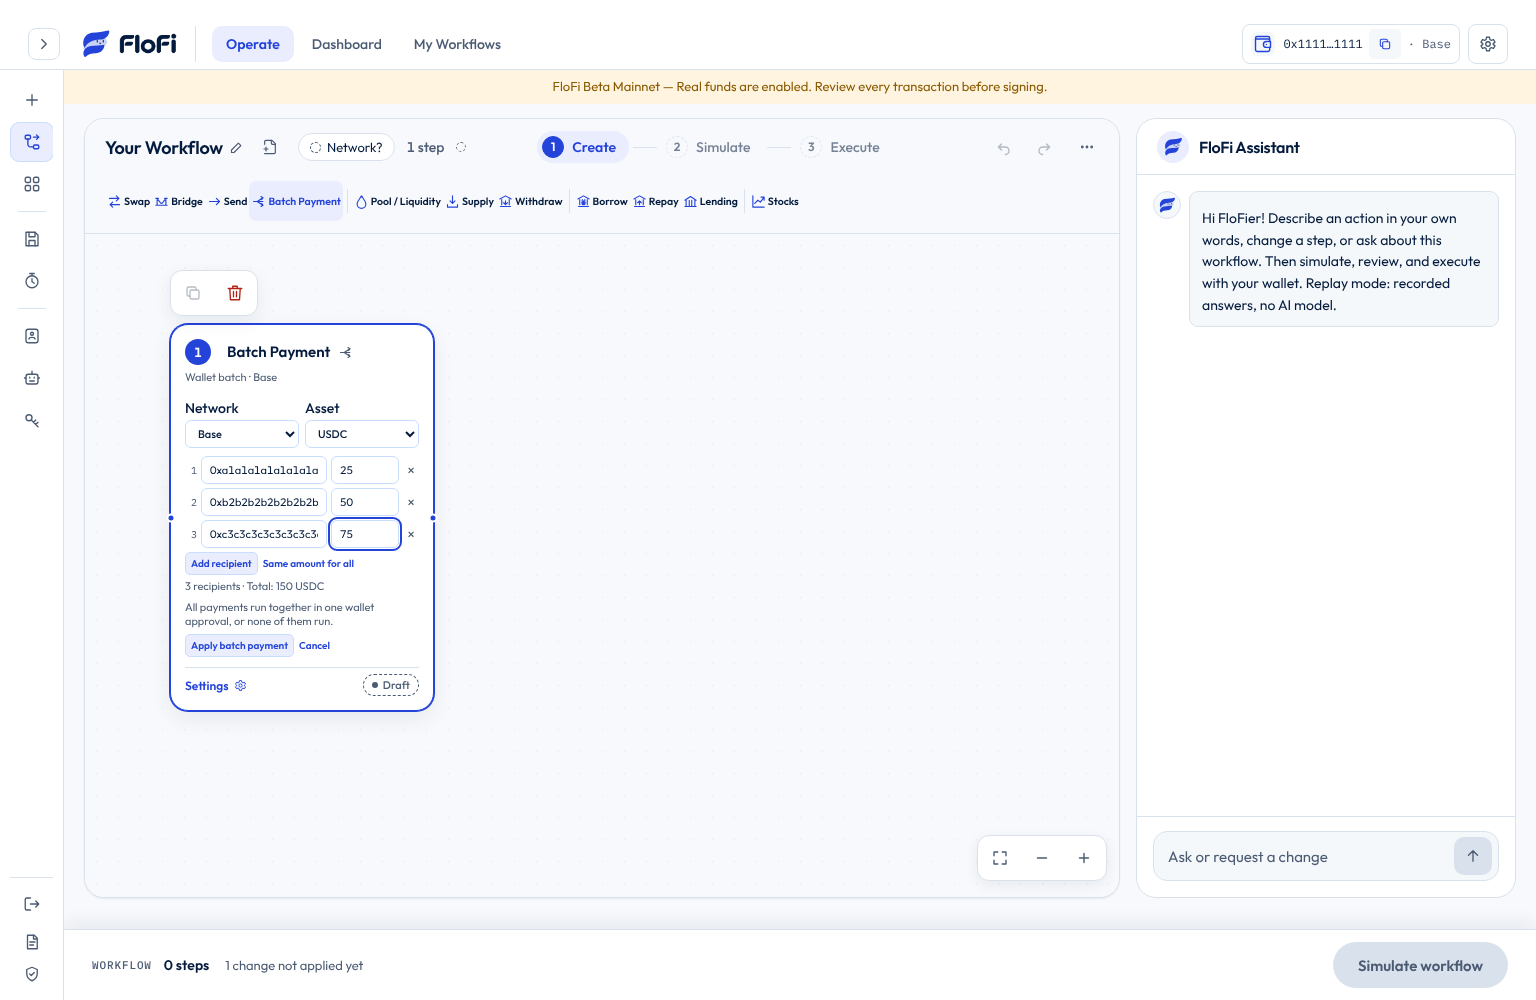 FloFi
Operate
Dashboard
My Workflows
0x1111…1111
· Base
FloFi Beta Mainnet — Real funds are enabled. Review every transaction before signing.
Your Workflow
Network?
1 step
1 Create
2 Simulate
3 Execute
Swap
Bridge
Send
Batch Payment
Pool / Liquidity
Supply
Withdraw
Borrow
Repay
Lending
Stocks
1 Batch Payment
Wallet batch · Base
Network Asset
Base USDC
1 0xa1a1a1a1a1a1a1a 25 ×
2 0xb2b2b2b2b2b2b2b 50 ×
3 0xc3c3c3c3c3c3c3c 75 ×
Add recipient Same amount for all
3 recipients · Total: 150 USDC
All payments run together in one wallet
approval, or none of them run.
Apply batch payment Cancel
Settings
Draft
FloFi Assistant
Hi FloFier! Describe an action in your own
words, change a step, or ask about this
workflow. Then simulate, review, and execute
with your wallet. Replay mode: recorded
answers, no AI model.
Ask or request a change
WORKFLOW 0 steps 1 change not applied yet
Simulate workflow